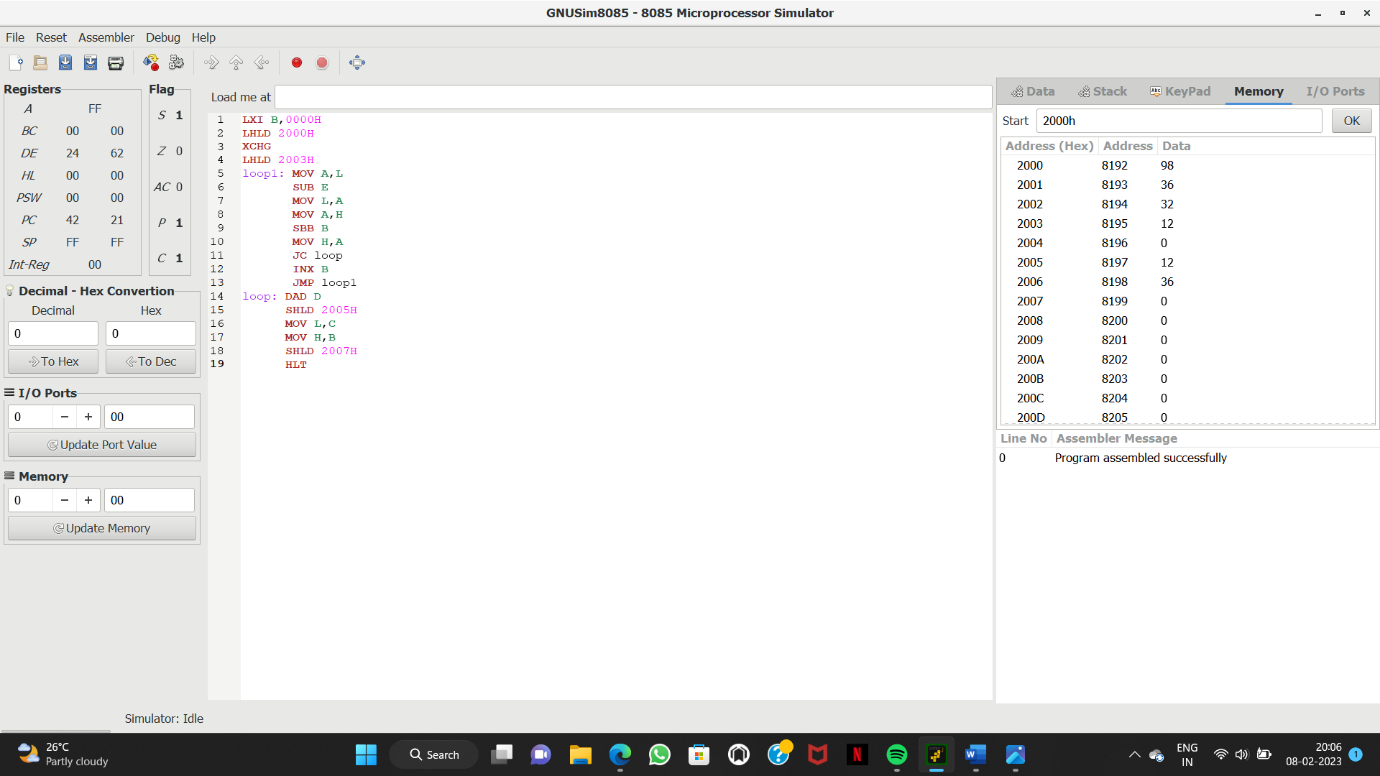 GNUSim8085 - 8085 Microprocessor Simulator
File Reset Assembler Debug Help
Registers
A FF
BC 00 00
DE 24 62
HL 00 00
PSW 00 00
PC 42 21
SP FF FF
Int-Reg 00
Flag
S 1
Z 0
AC 0
P 1
C 1
Decimal - Hex Convertion
Decimal Hex
0 0
To Hex To Dec
I/O Ports
0 − + 00
Update Port Value
Memory
0 − + 00
Update Memory
Load me at
1 LXI B,0000H
2 LHLD 2000H
3 XCHG
4 LHLD 2003H
5 loop1: MOV A,L
6 SUB E
7 MOV L,A
8 MOV A,H
9 SBB B
10 MOV H,A
11 JC loop
12 INX B
13 JMP loop1
14 loop: DAD D
15 SHLD 2005H
16 MOV L,C
17 MOV H,B
18 SHLD 2007H
19 HLT
Data Stack KeyPad Memory I/O Ports
Start 2000h OK
Address (Hex) Address Data
2000 8192 98
2001 8193 36
2002 8194 32
2003 8195 12
2004 8196 0
2005 8197 12
2006 8198 36
2007 8199 0
2008 8200 0
2009 8201 0
200A 8202 0
200B 8203 0
200C 8204 0
200D 8205 0
Line No Assembler Message
0 Program assembled successfully
Simulator: Idle
26°C
Partly cloudy
Search
ENG
IN
20:06
08-02-2023
1